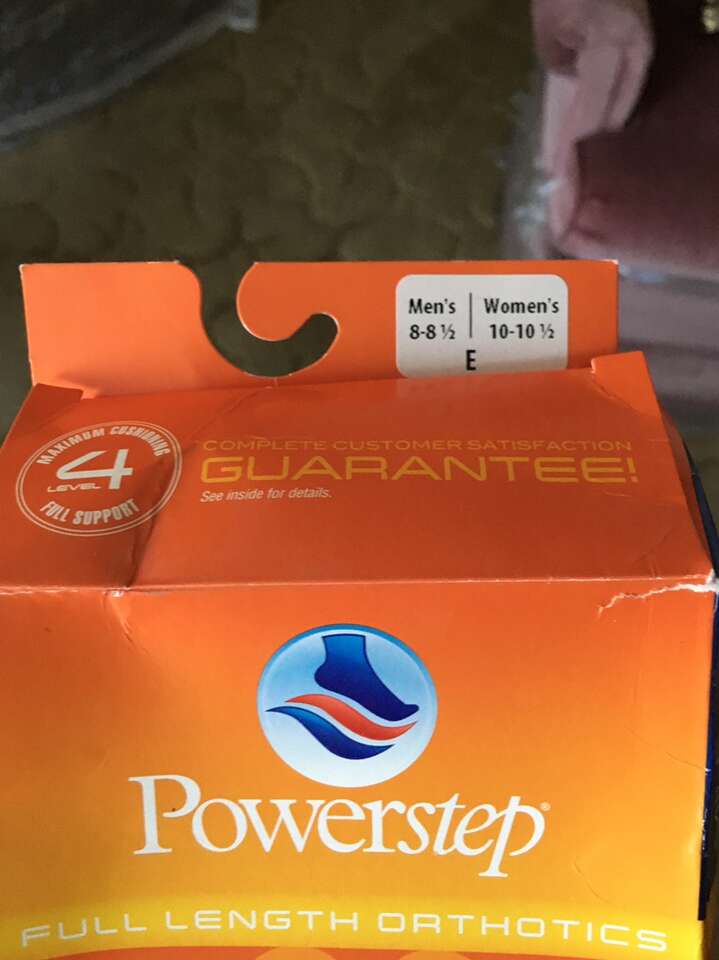 Men's
8-8 ½
Women's
10-10 ½
E
MAXIMUM CUSHIONING
4
LEVEL
FULL SUPPORT
COMPLETE CUSTOMER SATISFACTION
GUARANTEE!
See inside for details.
Powerstep®
FULL LENGTH ORTHOTICS